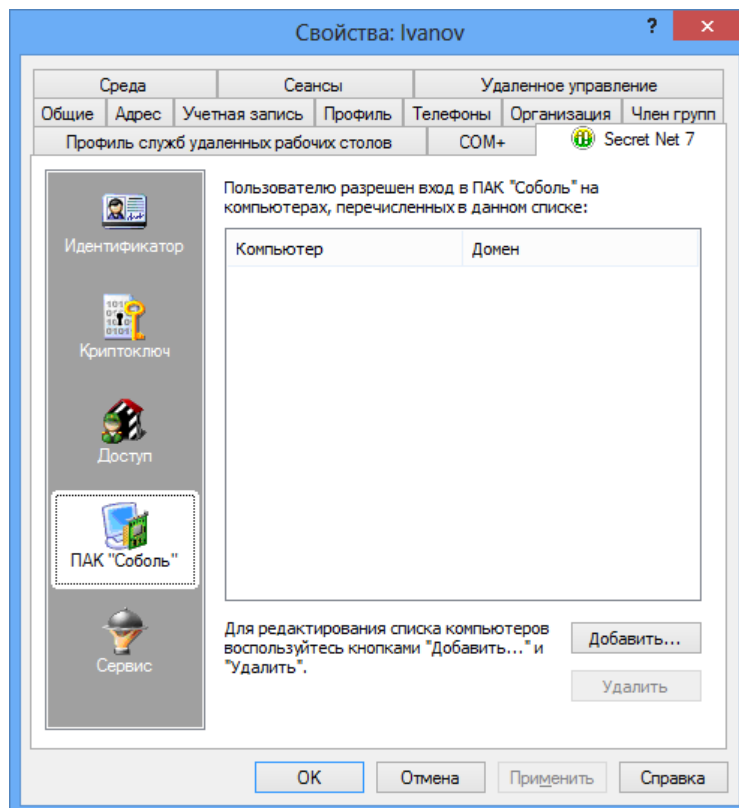 Свойства: Ivanov
?
Среда Сеансы Удаленное управление
Общие Адрес Учетная запись Профиль Телефоны Организация Член групп
Профиль служб удаленных рабочих столов COM+ Secret Net 7
Пользователю разрешен вход в ПАК "Соболь" на
компьютерах, перечисленных в данном списке:
Компьютер Домен
Идентификатор
Криптоключ
Доступ
ПАК "Соболь"
Сервис
Для редактирования списка компьютеров
воспользуйтесь кнопками "Добавить..." и
"Удалить".
Добавить...
Удалить
OK Отмена Применить Справка